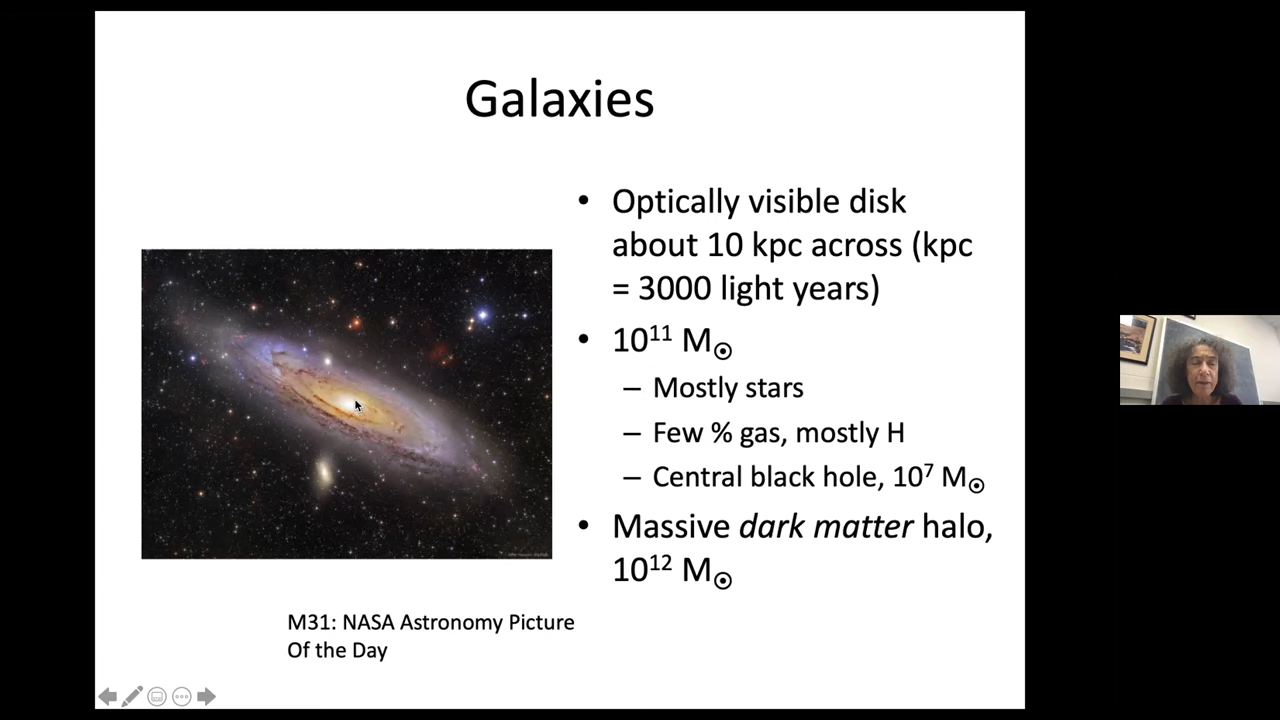 Galaxies
• Optically visible disk
about 10 kpc across (kpc
= 3000 light years)
• 10¹¹ M☉
– Mostly stars
– Few % gas, mostly H
– Central black hole, 10⁷ M☉
• Massive dark matter halo,
10¹² M☉
M31: NASA Astronomy Picture
Of the Day